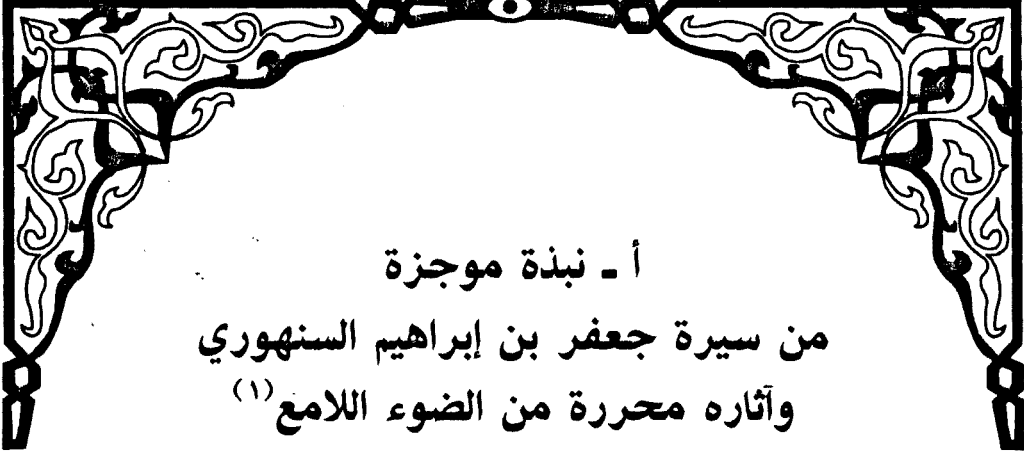 أ ـ نبذة موجزة
من سيرة جعفر بن إبراهيم السنهوري
وآثاره محررة من الضوء اللامع(١)